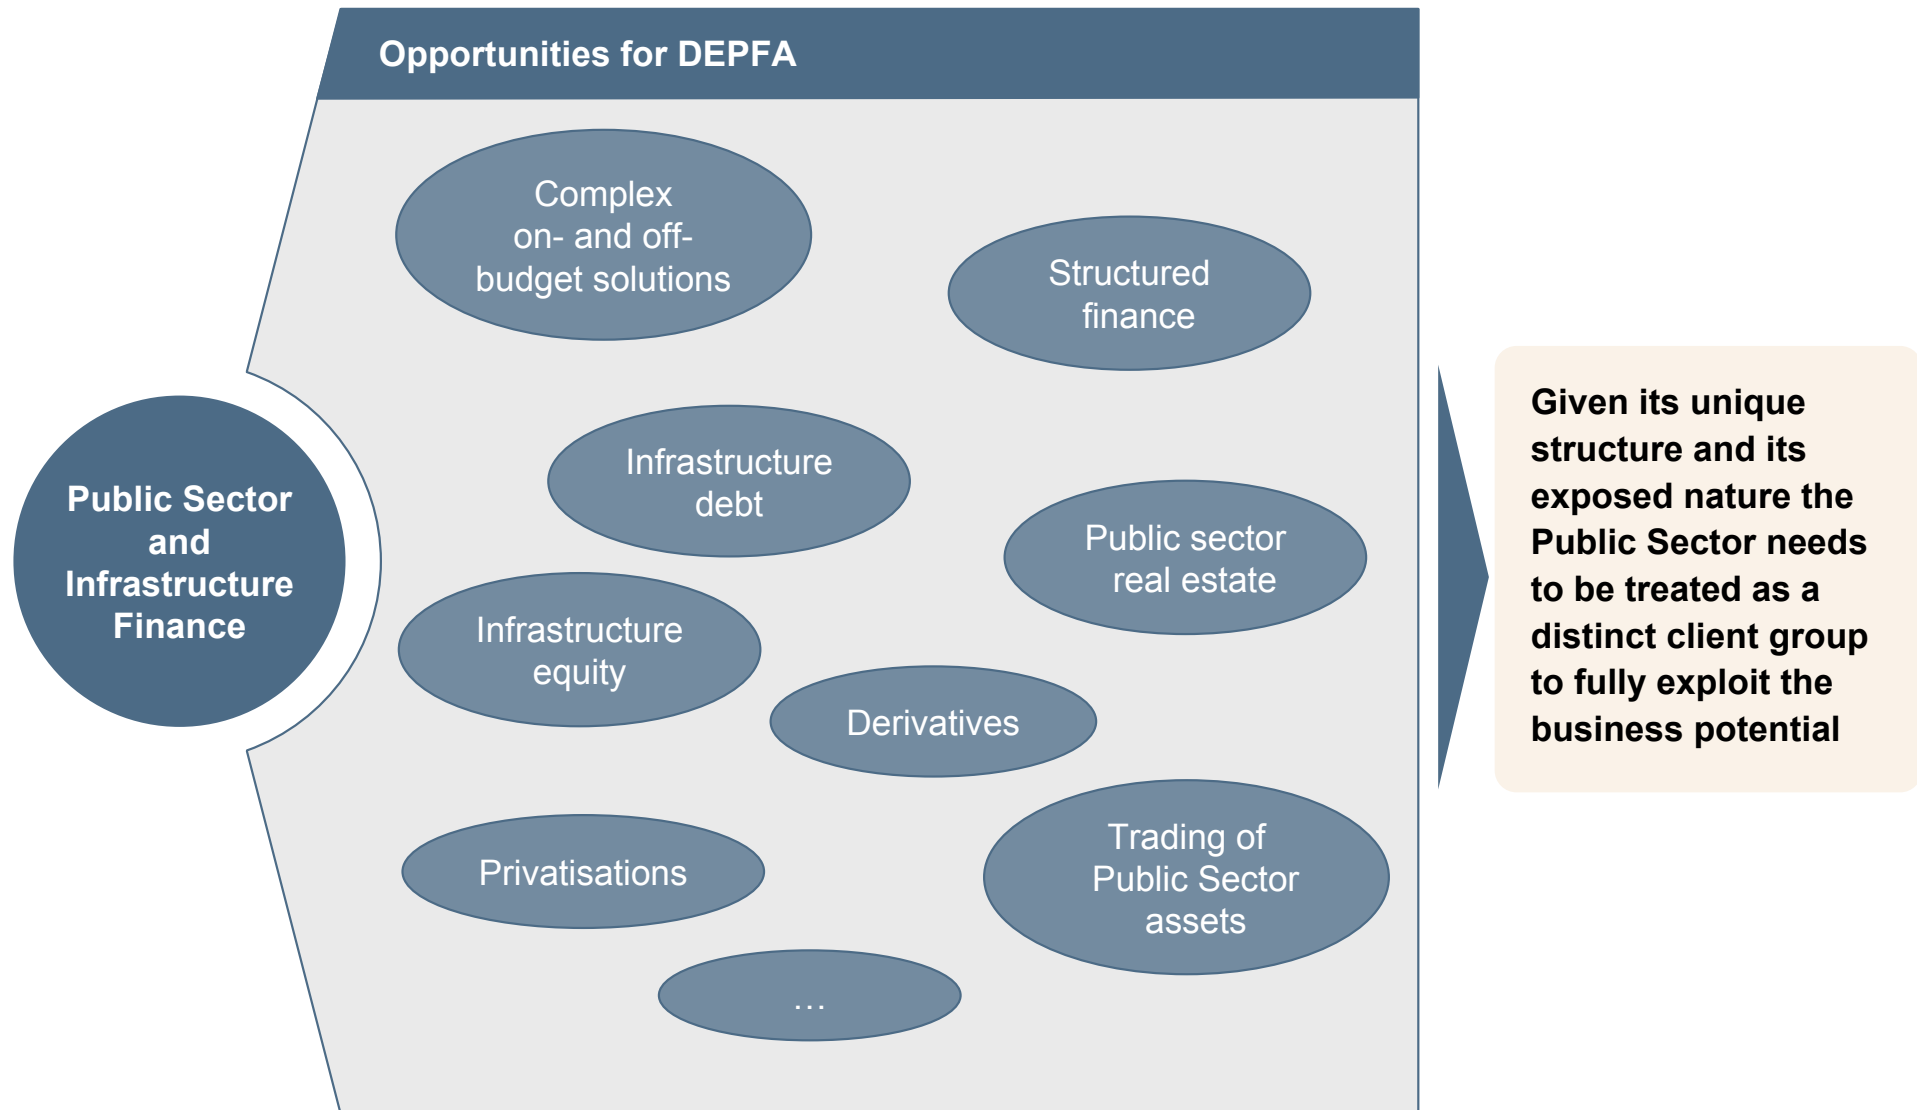 Opportunities for DEPFA
Complex
on- and off-
budget solutions
Structured
finance
Infrastructure
debt
Public Sector
and
Infrastructure
Finance
Public sector
real estate
Infrastructure
equity
Derivatives
Privatisations
Trading of
Public Sector
assets
…
Given its unique
structure and its
exposed nature the
Public Sector needs
to be treated as a
distinct client group
to fully exploit the
business potential